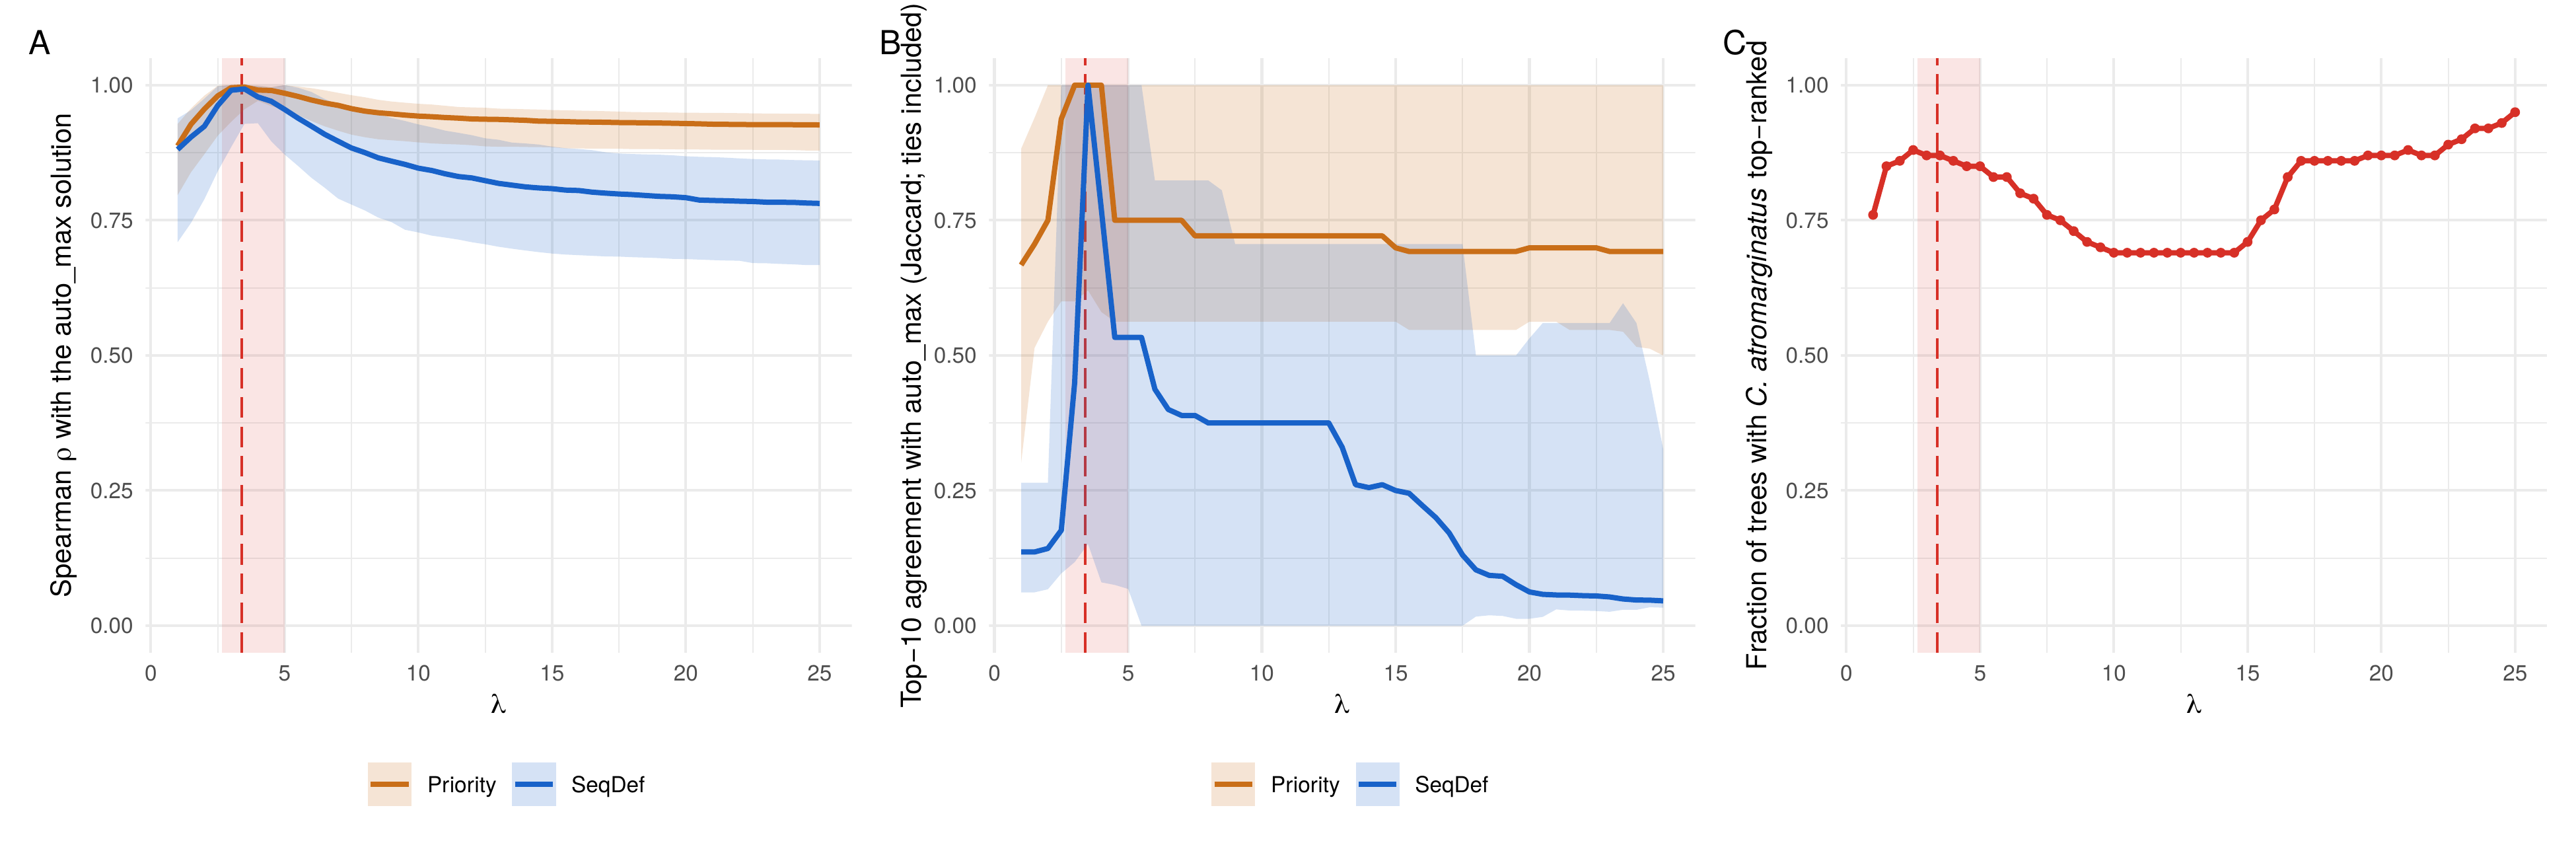 A
Spearman ρ with the auto_max solution
1.00
0.75
0.50
0.25
0.00
0 5 10 15 20 25
λ
Priority SeqDef
B
Top−10 agreement with auto_max (Jaccard; ties included)
1.00
0.75
0.50
0.25
0.00
0 5 10 15 20 25
λ
Priority SeqDef
C
Fraction of trees with C. atromarginatus top−ranked
1.00
0.75
0.50
0.25
0.00
0 5 10 15 20 25
λ